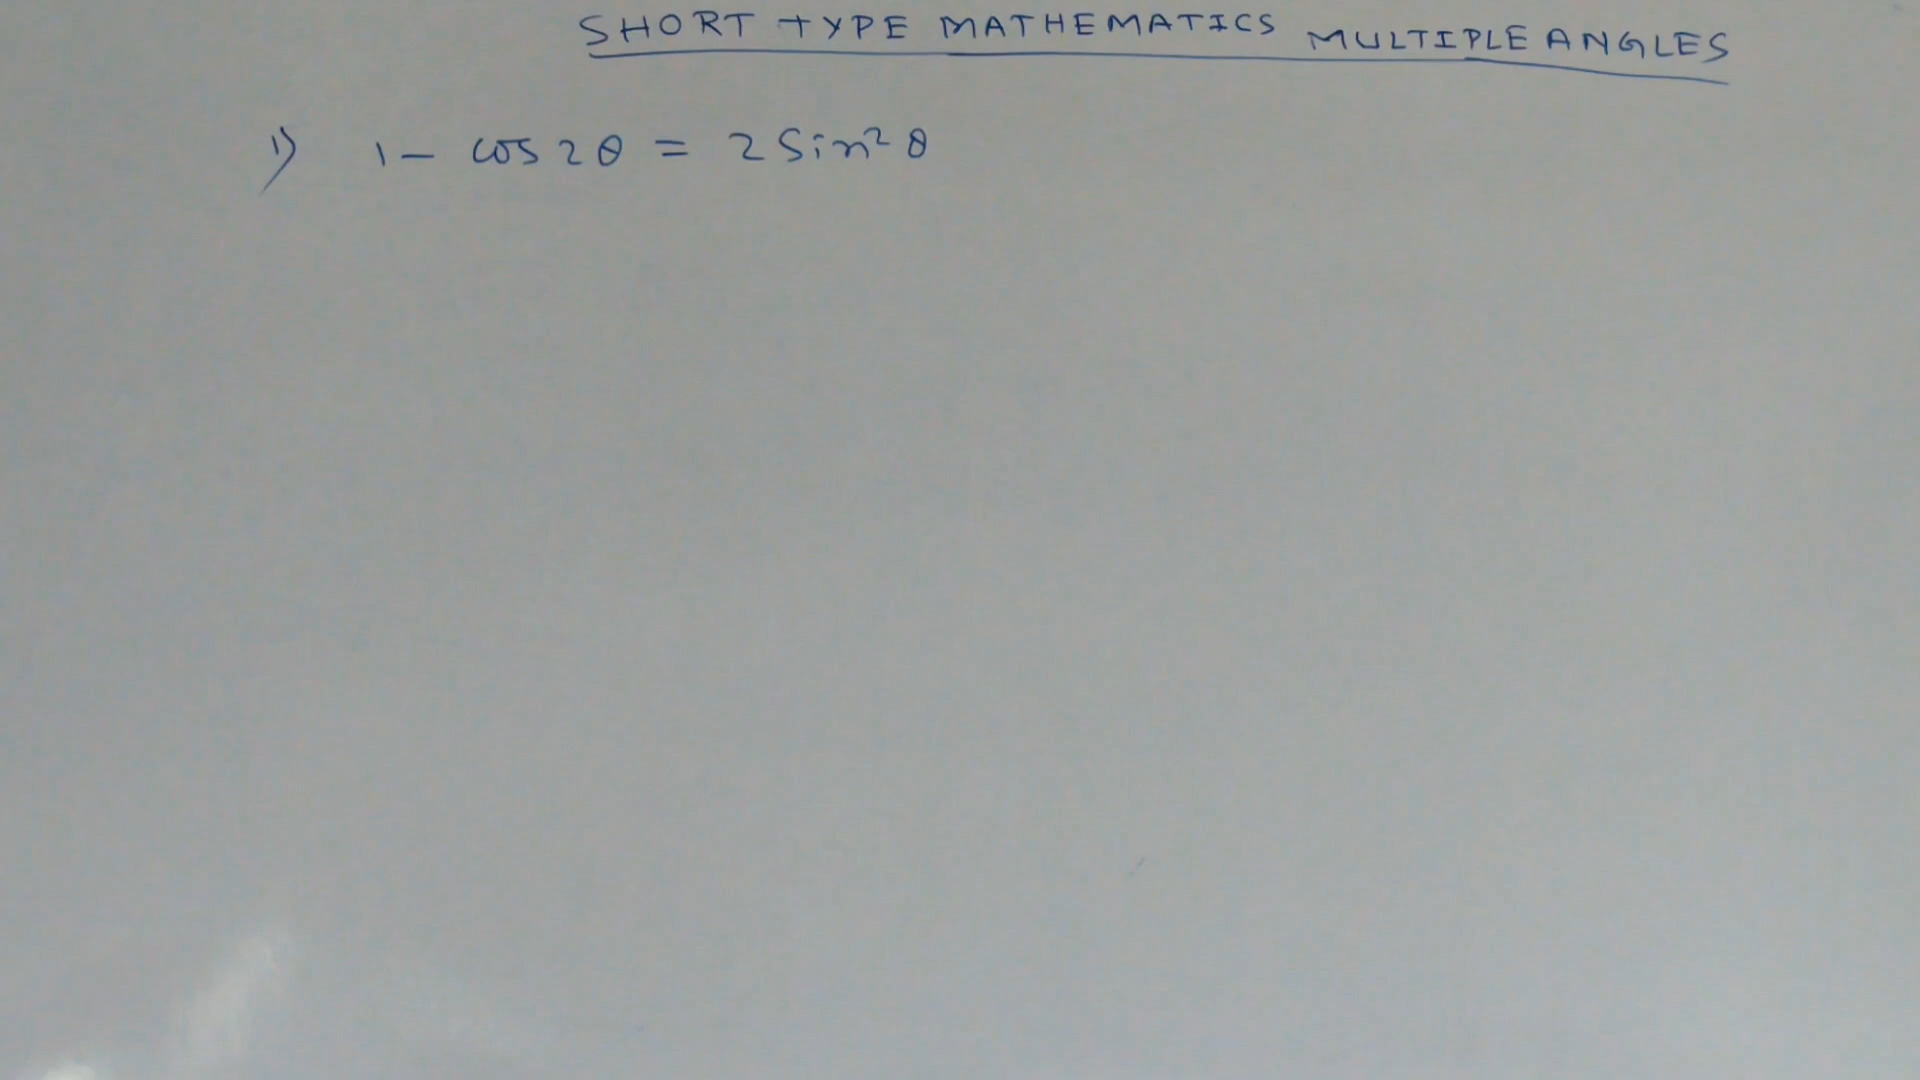 SHORT TYPE MATHEMATICS MULTIPLE ANGLES
1) 1 - cos 2θ = 2 Sin² θ